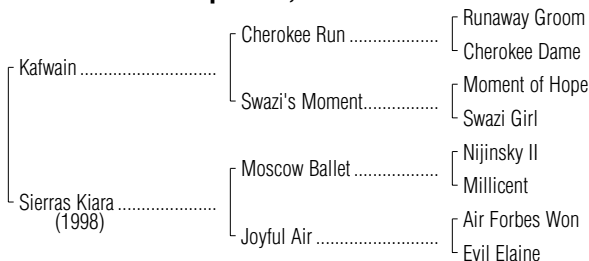 Runaway Groom
Cherokee Run ....................
Cherokee Dame
Kafwain ..............................
Moment of Hope
Swazi's Moment.................
Swazi Girl
Nijinsky II
Moscow Ballet ...................
Millicent
Sierras Kiara .....................
(1998)
Air Forbes Won
Joyful Air ...........................
Evil Elaine